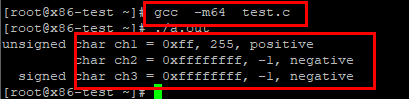 [root@x86-test ~]# gcc -m64 test.c
[root@x86-test ~]# ./a.out
unsigned char ch1 = 0xff, 255, positive
char ch2 = 0xffffffff, -1, negative
signed char ch3 = 0xffffffff, -1, negative
[root@x86-test ~]#